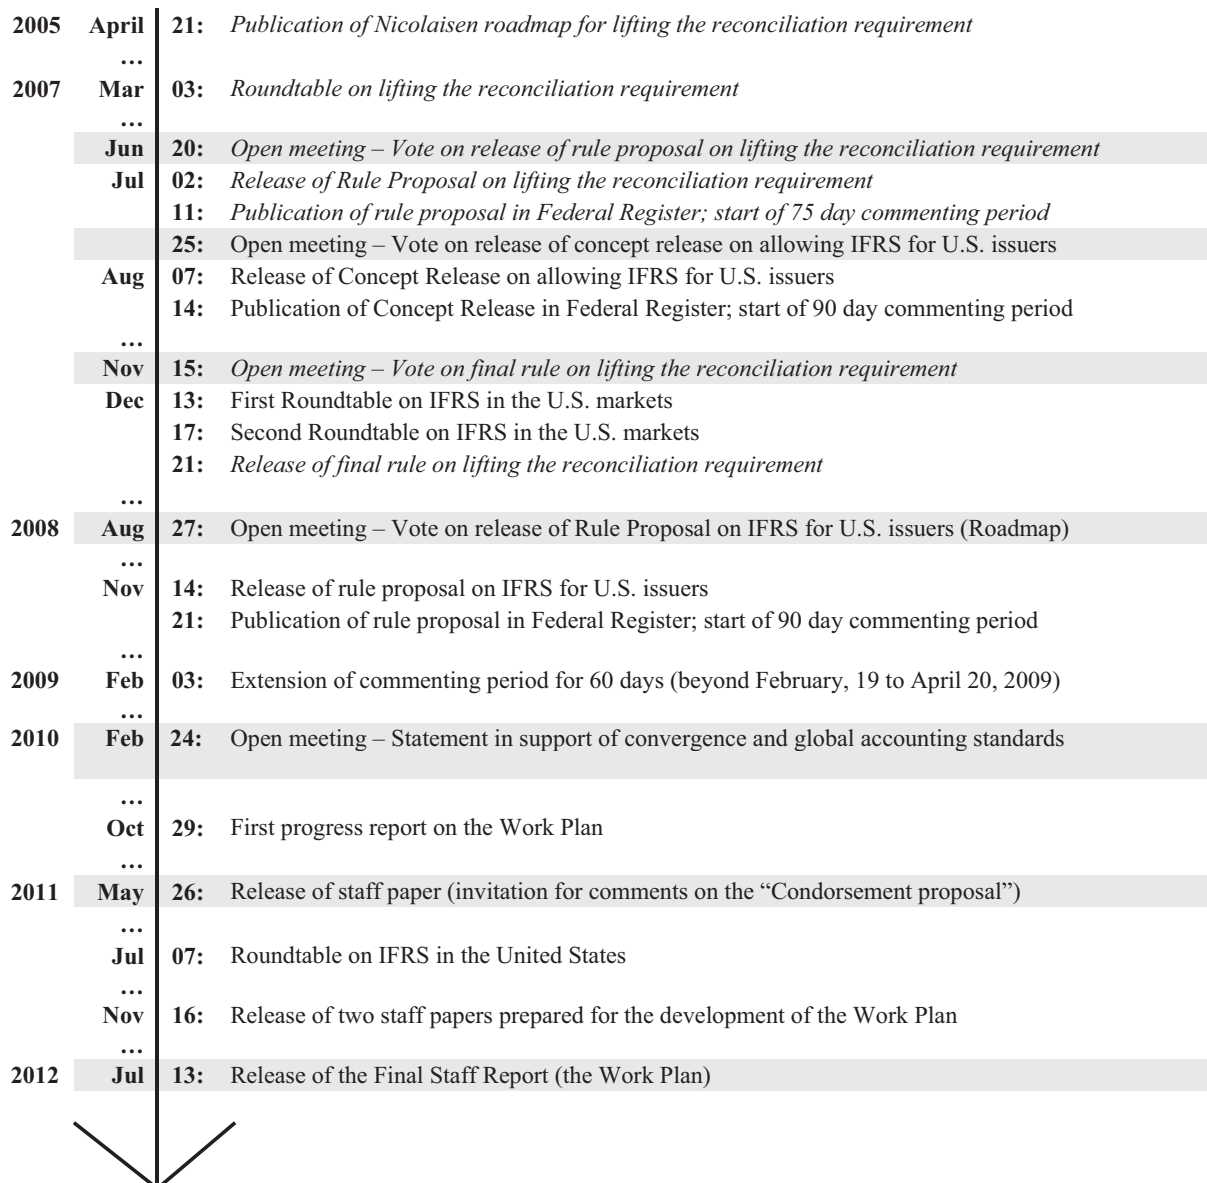 2005 April 21: Publication of Nicolaisen roadmap for lifting the reconciliation requirement
...
2007 Mar 03: Roundtable on lifting the reconciliation requirement
...
Jun 20: Open meeting – Vote on release of rule proposal on lifting the reconciliation requirement
Jul 02: Release of Rule Proposal on lifting the reconciliation requirement
11: Publication of rule proposal in Federal Register; start of 75 day commenting period
25: Open meeting – Vote on release of concept release on allowing IFRS for U.S. issuers
Aug 07: Release of Concept Release on allowing IFRS for U.S. issuers
14: Publication of Concept Release in Federal Register; start of 90 day commenting period
...
Nov 15: Open meeting – Vote on final rule on lifting the reconciliation requirement
Dec 13: First Roundtable on IFRS in the U.S. markets
17: Second Roundtable on IFRS in the U.S. markets
21: Release of final rule on lifting the reconciliation requirement
...
2008 Aug 27: Open meeting – Vote on release of Rule Proposal on IFRS for U.S. issuers (Roadmap)
...
Nov 14: Release of rule proposal on IFRS for U.S. issuers
21: Publication of rule proposal in Federal Register; start of 90 day commenting period
...
2009 Feb 03: Extension of commenting period for 60 days (beyond February, 19 to April 20, 2009)
...
2010 Feb 24: Open meeting – Statement in support of convergence and global accounting standards
...
Oct 29: First progress report on the Work Plan
...
2011 May 26: Release of staff paper (invitation for comments on the “Condorsement proposal”)
...
Jul 07: Roundtable on IFRS in the United States
...
Nov 16: Release of two staff papers prepared for the development of the Work Plan
...
2012 Jul 13: Release of the Final Staff Report (the Work Plan)